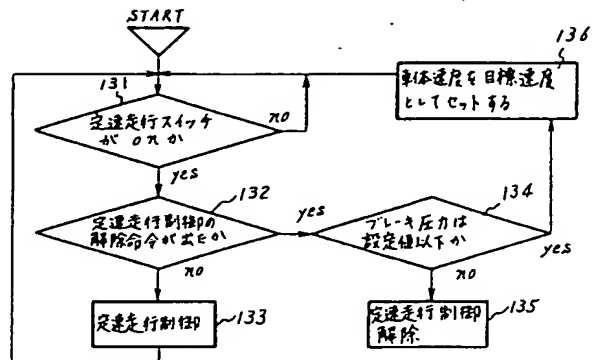 START
136
車体速度を目標速度
としてセットする
131
定速走行スイッチ
が onか
no
yes
132
定速走行制御の
解除命令が出たか
yes
134
ブレーキ圧力は
設定値以下か
yes
no
no
定速走行制御
133
定速走行制御
解除
135